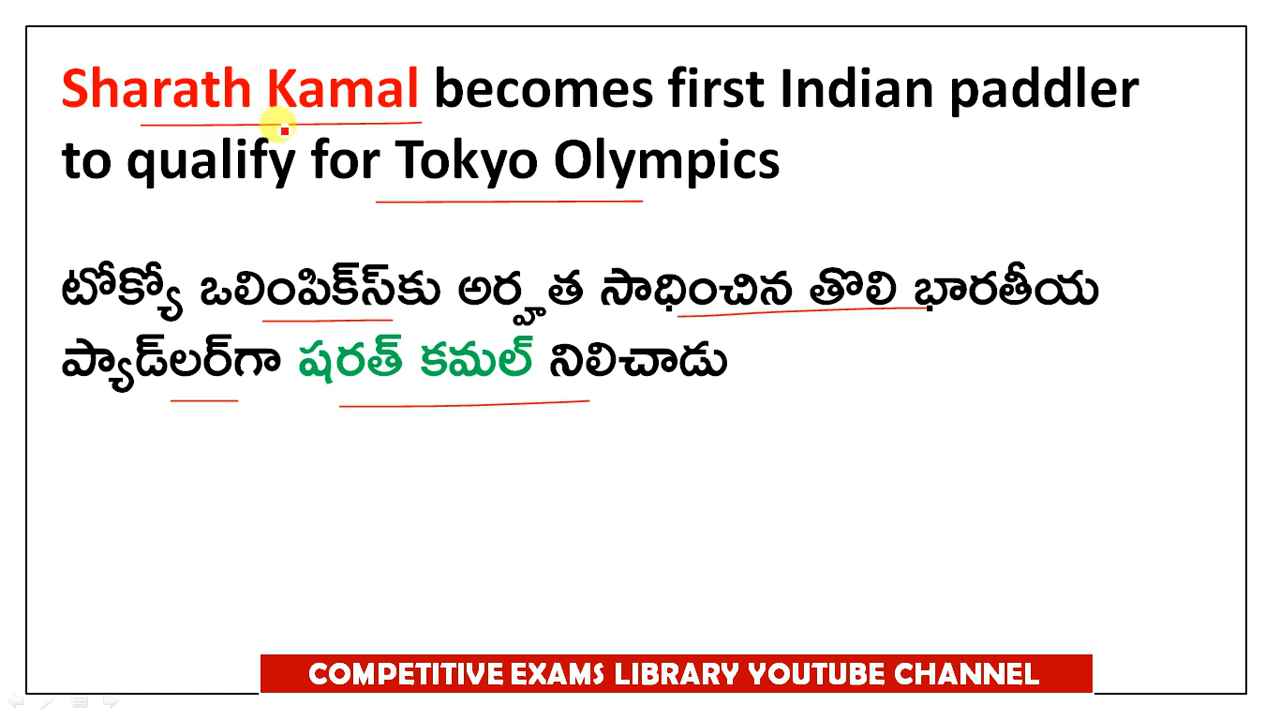 Sharath Kamal becomes first Indian paddler
to qualify for Tokyo Olympics
టోక్యో ఒలింపిక్‌స్‌కు అర్హత సాధించిన తొలి భారతీయ
ప్యాడ్‌లర్‌గా షరత్ కమల్ నిలిచాడు
COMPETITIVE EXAMS LIBRARY YOUTUBE CHANNEL